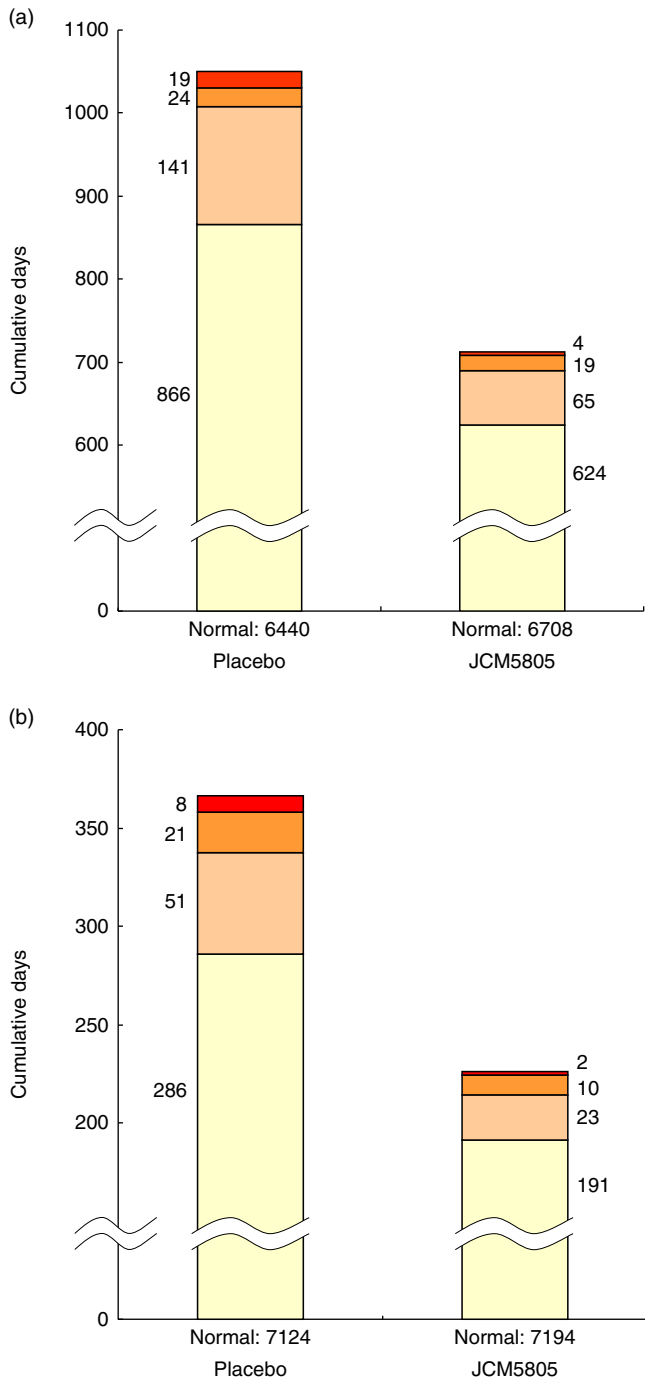 (a)
1100
1000
900
800
700
600
0
Cumulative days
19
24
141
866
4
19
65
624
Normal: 6440
Normal: 6708
Placebo
JCM5805
(b)
400
350
300
250
200
0
Cumulative days
8
21
51
286
2
10
23
191
Normal: 7124
Normal: 7194
Placebo
JCM5805